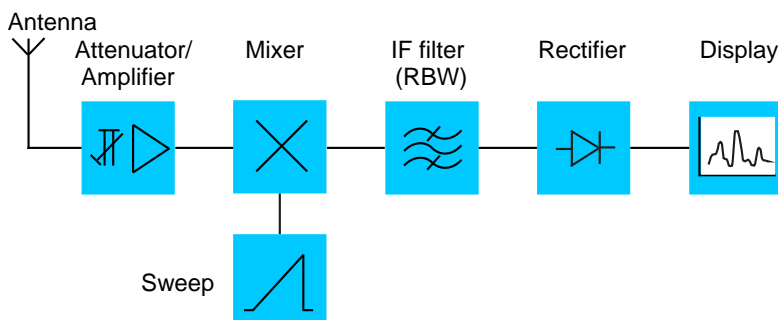 Antenna
Attenuator/
Amplifier
Mixer
IF filter
(RBW)
Rectifier
Display
Sweep